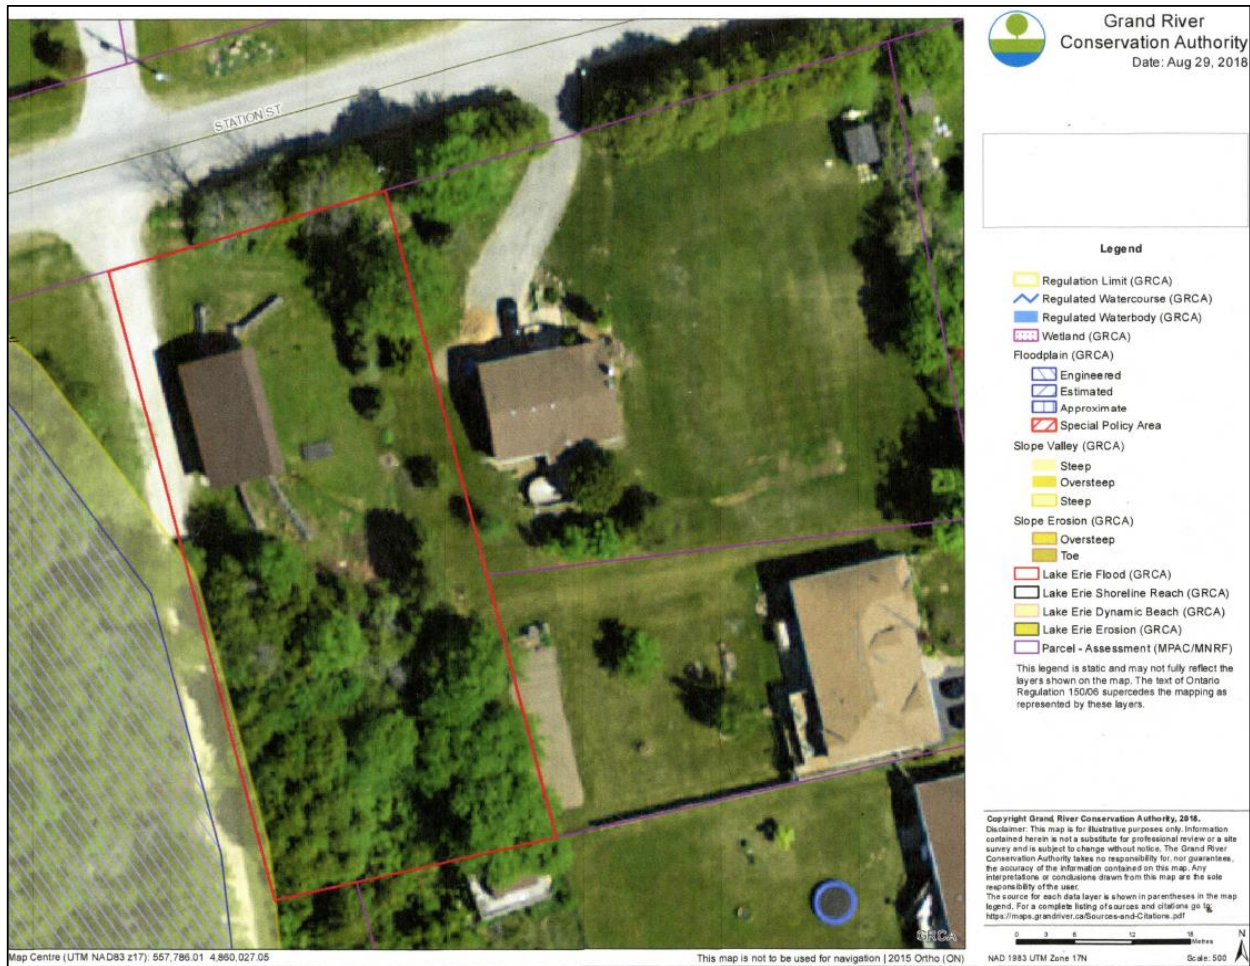 Grand River
Conservation Authority
Date: Aug 29, 2018
STATION ST
Legend
Regulation Limit (GRCA)
Regulated Watercourse (GRCA)
Regulated Waterbody (GRCA)
Wetland (GRCA)
Floodplain (GRCA)
Engineered
Estimated
Approximate
Special Policy Area
Slope Valley (GRCA)
Steep
Oversteep
Steep
Slope Erosion (GRCA)
Oversteep
Toe
Lake Erie Flood (GRCA)
Lake Erie Shoreline Reach (GRCA)
Lake Erie Dynamic Beach (GRCA)
Lake Erie Erosion (GRCA)
Parcel - Assessment (MPAC/MNRF)
This legend is static and may not fully reflect the
layers shown on the map. The text of Ontario
Regulation 150/06 supercedes the mapping as
represented by these layers.
Copyright Grand River Conservation Authority, 2018.
Disclaimer: This map is for illustrative purposes only. Information
contained herein is not a substitute for professional review or a site
survey and is subject to change without notice. The Grand River
Conservation Authority takes no responsibility for, nor guarantees,
the accuracy of the information contained on this map. Any
interpretations or conclusions drawn from this map are the sole
responsibility of the user.
The source for each data layer is shown in parentheses in the map
legend. For a complete listing of sources and citations go to:
https://maps.grandriver.ca/Sources-and-Citations.pdf
GRCA
0 3 6 12 18
Metres
N
NAD 1983 UTM Zone 17N
Scale: 500
Map Centre (UTM NAD83 z17): 557,786.01 4,860,027.05
This map is not to be used for navigation | 2015 Ortho (ON)